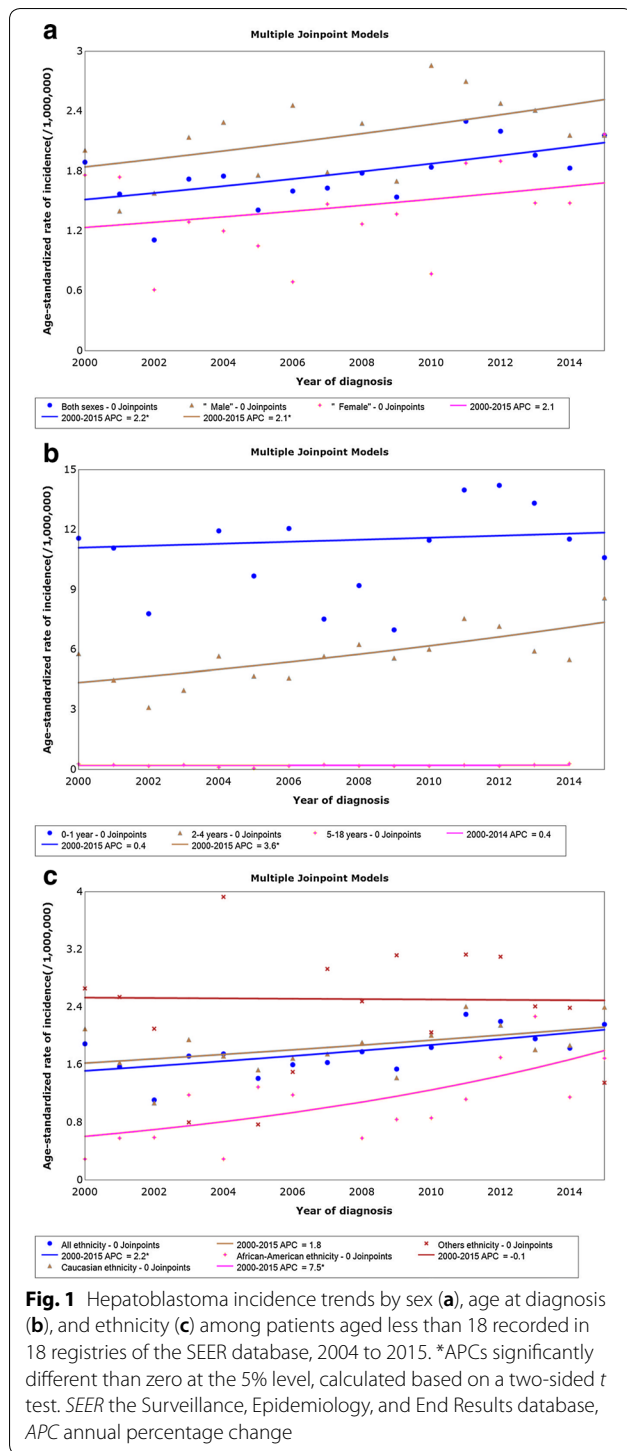 a
Multiple Joinpoint Models
Age-standardized rate of incidence(/1,000,000)
3
2.4
1.8
1.2
0.6
0
2000 2002 2004 2006 2008 2010 2012 2014
Year of diagnosis
Both sexes - 0 Joinpoints " Male" - 0 Joinpoints " Female" - 0 Joinpoints 2000-2015 APC = 2.1
2000-2015 APC = 2.2* 2000-2015 APC = 2.1*
b
Multiple Joinpoint Models
Age-standardized rate of incidence(/1,000,000)
15
12
9
6
3
0
2000 2002 2004 2006 2008 2010 2012 2014
Year of diagnosis
0-1 year - 0 Joinpoints 2-4 years - 0 Joinpoints 5-18 years - 0 Joinpoints 2000-2014 APC = 0.4
2000-2015 APC = 0.4 2000-2015 APC = 3.6*
c
Multiple Joinpoint Models
Age-standardized rate of incidence(/1,000,000)
4
3.2
2.4
1.6
0.8
0
2000 2002 2004 2006 2008 2010 2012 2014
Year of diagnosis
All ethnicity - 0 Joinpoints 2000-2015 APC = 1.8 Others ethnicity - 0 Joinpoints
2000-2015 APC = 2.2* African-American ethnicity - 0 Joinpoints 2000-2015 APC = -0.1
Caucasian ethnicity - 0 Joinpoints 2000-2015 APC = 7.5*
Fig. 1 Hepatoblastoma incidence trends by sex (a), age at diagnosis
(b), and ethnicity (c) among patients aged less than 18 recorded in
18 registries of the SEER database, 2004 to 2015. *APCs significantly
different than zero at the 5% level, calculated based on a two-sided t
test. SEER the Surveillance, Epidemiology, and End Results database,
APC annual percentage change